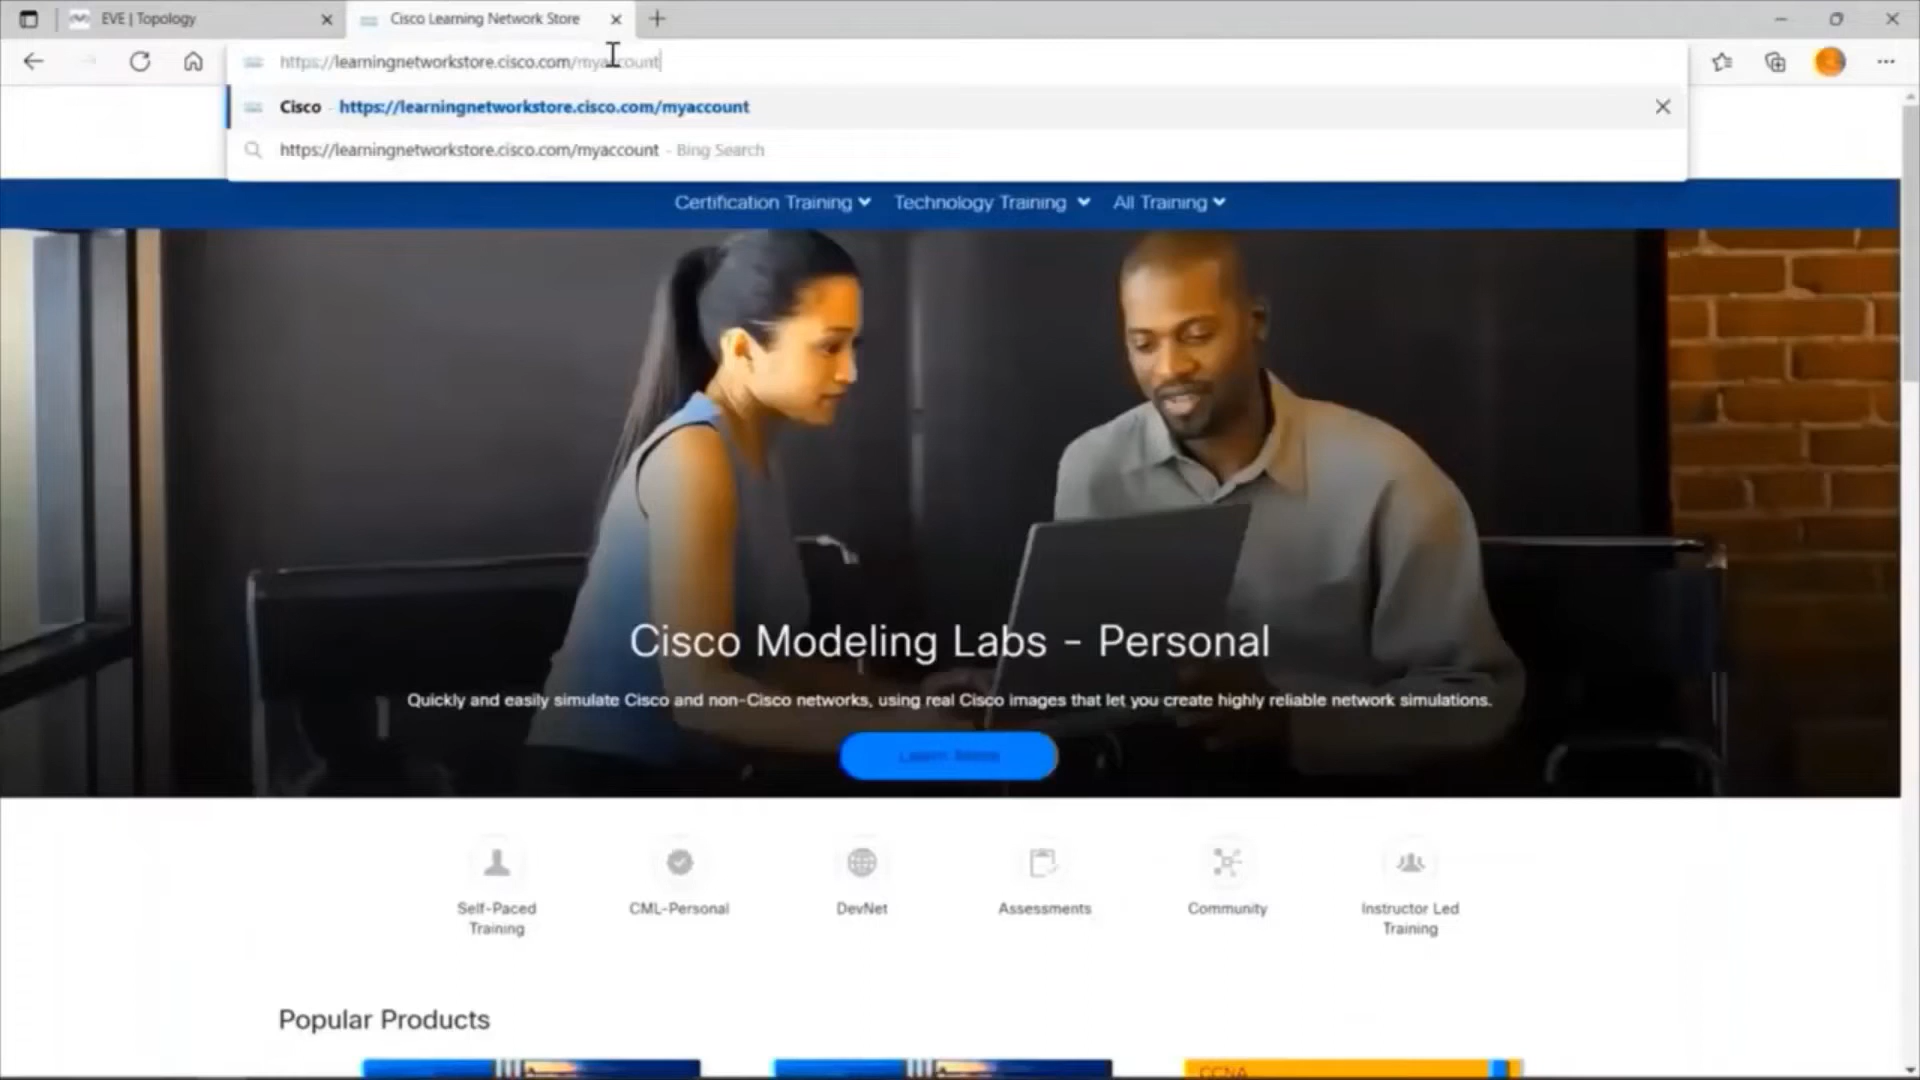 EVE | Topology
Cisco Learning Network Store
https://learningnetworkstore.cisco.com/myaccount
Cisco - https://learningnetworkstore.cisco.com/myaccount
https://learningnetworkstore.cisco.com/myaccount - Bing Search
Certification Training
Technology Training
All Training
Cisco Modeling Labs - Personal
Quickly and easily simulate Cisco and non-Cisco networks, using real Cisco images that let you create highly reliable network simulations.
Learn More
Self-Paced
Training
CML-Personal
DevNet
Assessments
Community
Instructor Led
Training
Popular Products
CCNA